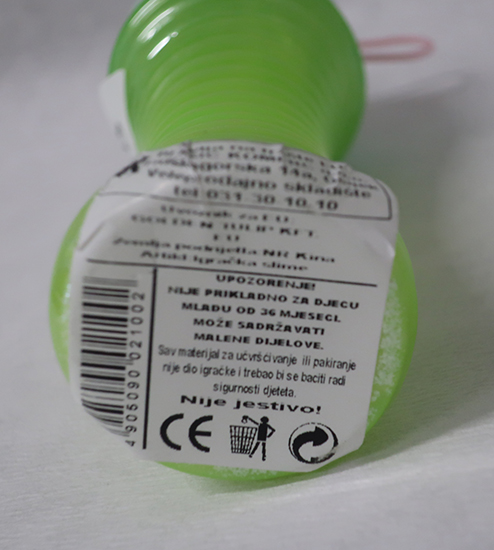 14a,
Veleprodajno skladište
tel:031 30.10.10
Uvoznik za EU:
GOLDEN TULIP KFT.
EU
Zemlja podrijetla NR Kina
Artikl Igračka slime
UPOZORENJE!
NIJE PRIKLADNO ZA DJECU
MLAĐU OD 36 MJESECI.
MOŽE SADRŽAVATI
MALENE DIJELOVE.
Sav materijal za učvršćivanje ili pakiranje
nije dio igračke i trebao bi se baciti radi
sigurnosti djeteta.
Nije jestivo!
CE
4905090021002